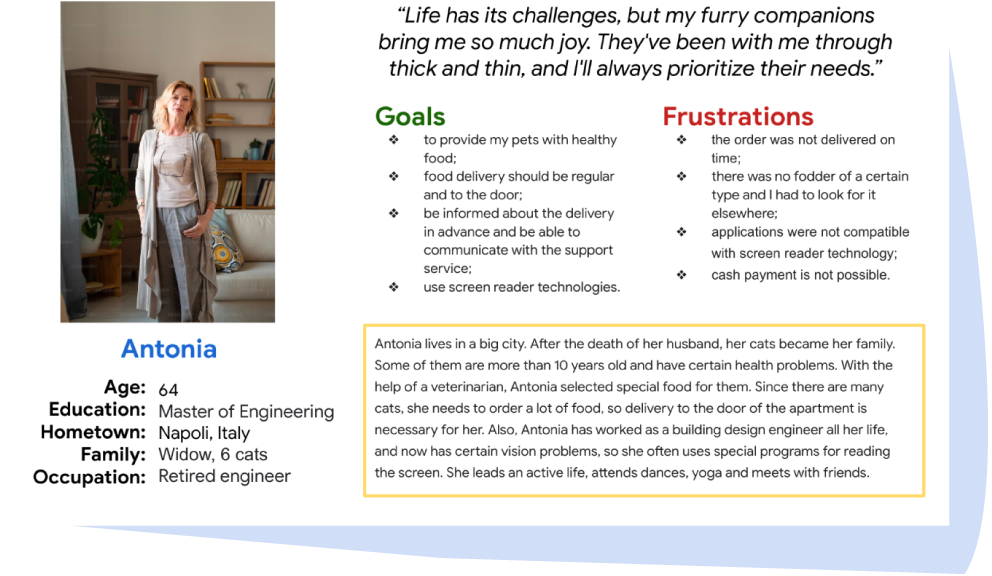 “Life has its challenges, but my furry companions
bring me so much joy. They've been with me through
thick and thin, and I'll always prioritize their needs.”
Goals
❖ to provide my pets with healthy
food;
❖ food delivery should be regular
and to the door;
❖ be informed about the delivery
in advance and be able to
communicate with the support
service;
❖ use screen reader technologies.
Frustrations
❖ the order was not delivered on
time;
❖ there was no fodder of a certain
type and I had to look for it
elsewhere;
❖ applications were not compatible
with screen reader technology;
❖ cash payment is not possible.
Antonia
Age: 64
Education: Master of Engineering
Hometown: Napoli, Italy
Family: Widow, 6 cats
Occupation: Retired engineer
Antonia lives in a big city. After the death of her husband, her cats became her family.
Some of them are more than 10 years old and have certain health problems. With the
help of a veterinarian, Antonia selected special food for them. Since there are many
cats, she needs to order a lot of food, so delivery to the door of the apartment is
necessary for her. Also, Antonia has worked as a building design engineer all her life,
and now has certain vision problems, so she often uses special programs for reading
the screen. She leads an active life, attends dances, yoga and meets with friends.